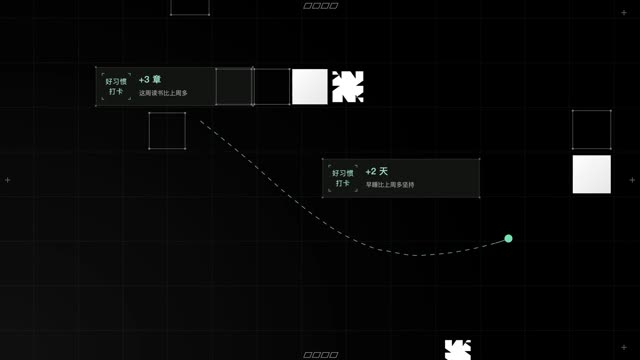 好习惯
打卡
+3 章
这周读书比上周多
好习惯
打卡
+2 天
早睡比上周多坚持